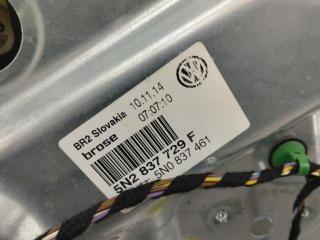 BR2 Slovakia 10.11.14
brose 07:07:10
5N2 837 729 F
5N0 837 461